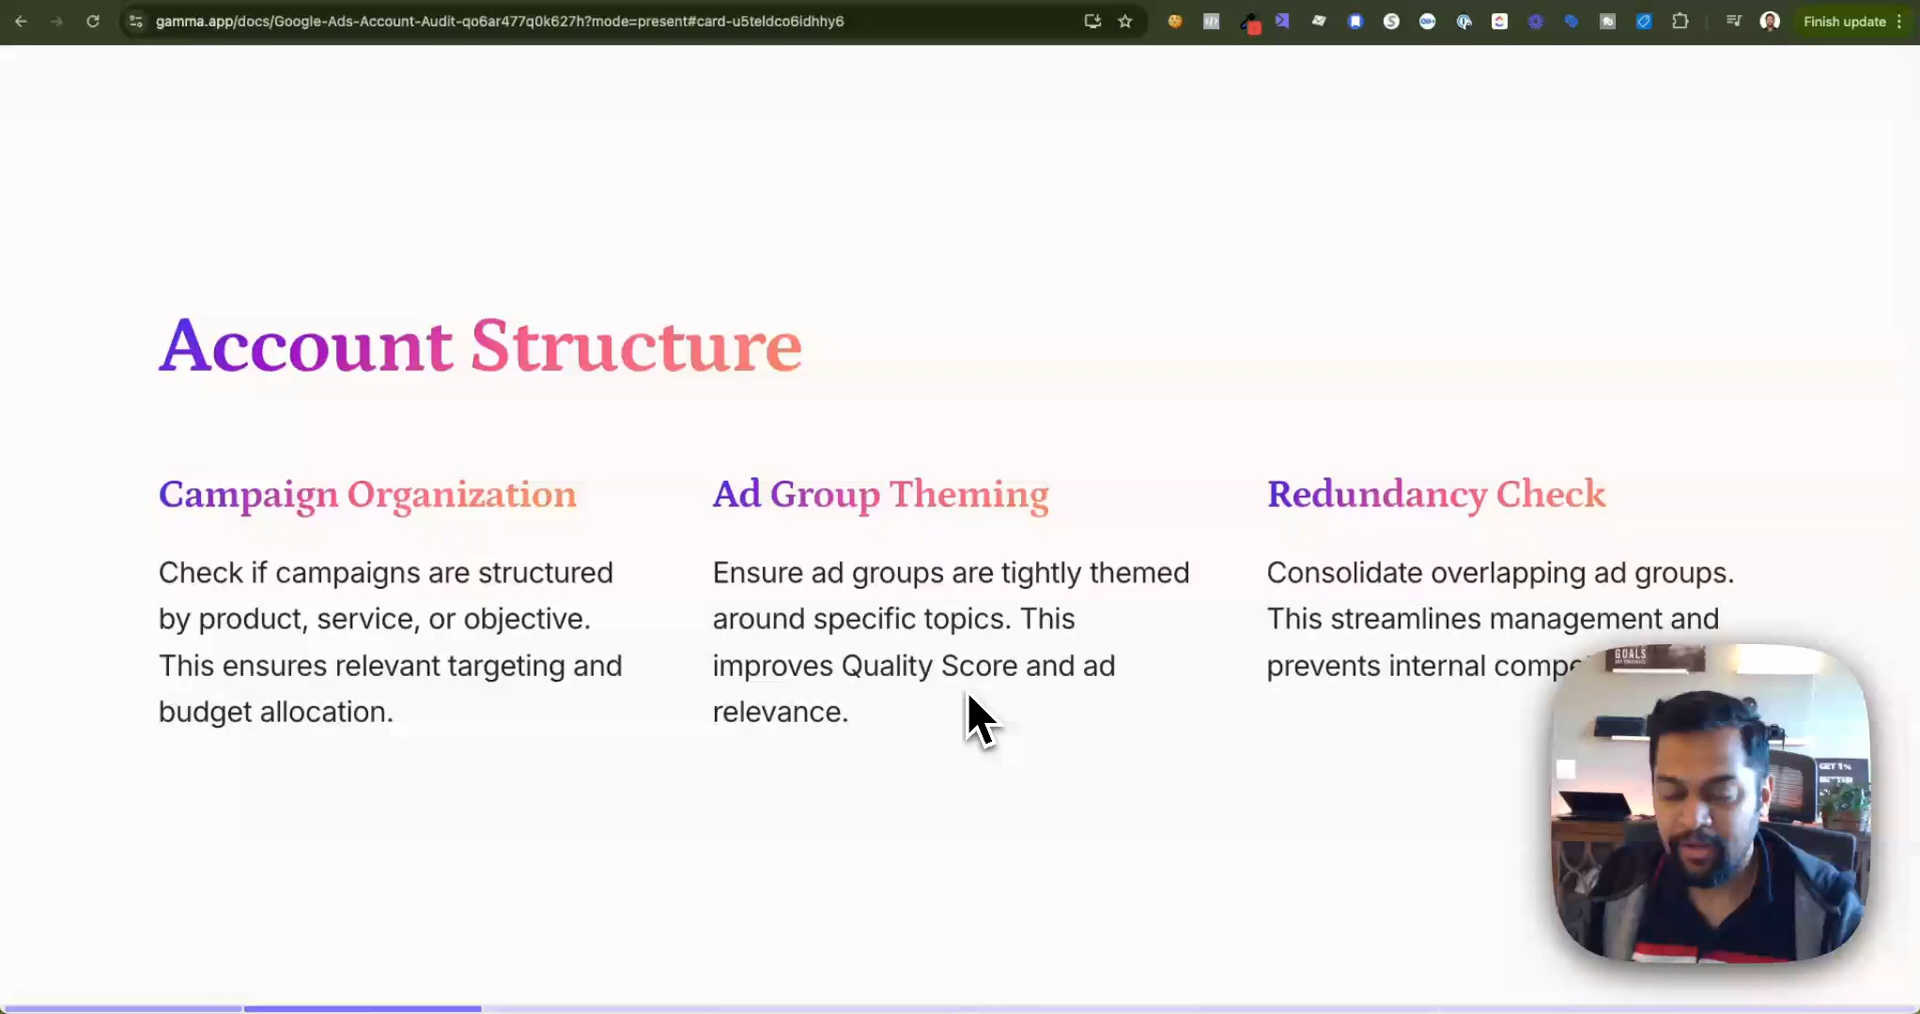 gamma.app/docs/Google-Ads-Account-Audit-qo6ar477q0k627h?mode=present#card-u5teldco6idhhy6
Finish update
Account Structure
Campaign Organization
Check if campaigns are structured
by product, service, or objective.
This ensures relevant targeting and
budget allocation.
Ad Group Theming
Ensure ad groups are tightly themed
around specific topics. This
improves Quality Score and ad
relevance.
Redundancy Check
Consolidate overlapping ad groups.
This streamlines management and
prevents internal compe
GOALS
GET 1%
BETTER